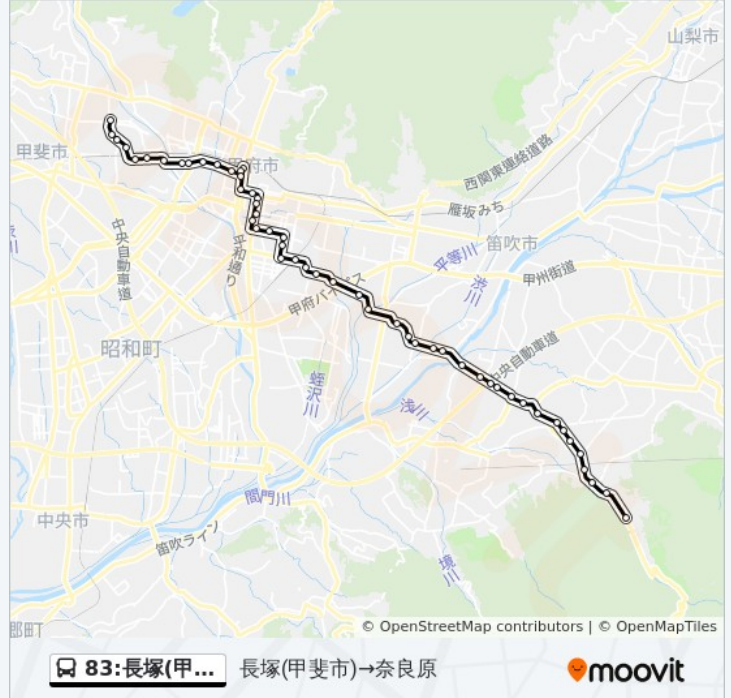 山梨市
甲斐市
甲府市
西関東連絡道路
雁坂みち
笛吹市
平等川
渋川
中央自動車道
平和通り
甲州街道
甲府バイパス
昭和町
中央自動車道
蛭沢川
浅川
間門川
中央市
笛吹ライン
境川
© OpenStreetMap contributors | © OpenMapTiles
83:長塚(甲...
長塚(甲斐市)→奈良原
moovit